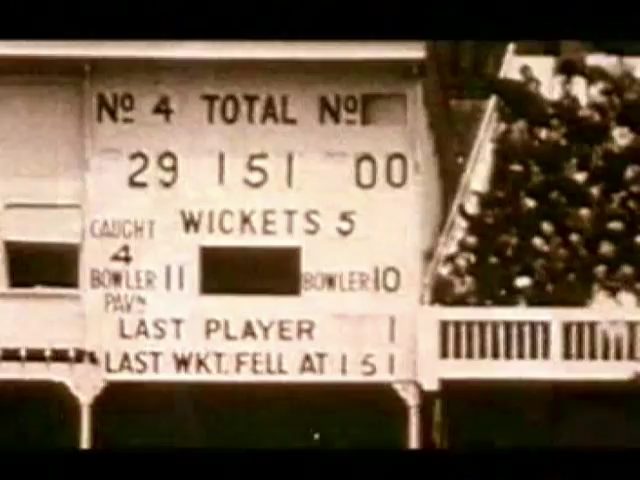 Nº 4 TOTAL Nº
29 151 00
CAUGHT WICKETS 5
4
BOWLER 11 BOWLER 10
PAVN
LAST PLAYER 1
LAST WKT. FELL AT 151